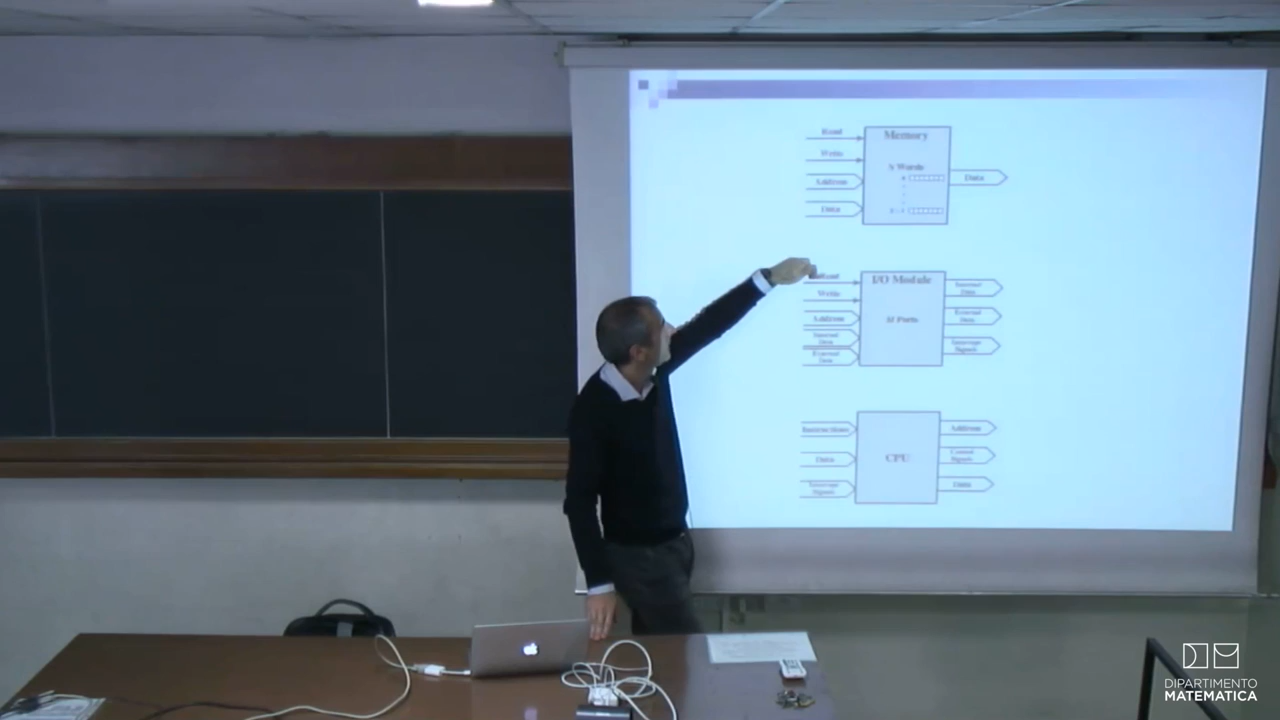 Read
Memory
Write
N Words
Address
Data
Data
Read
I/O Module
Internal
Data
Write
External
Data
Address
M Ports
Internal
Data
Interrupt
Signals
External
Data
Instructions
Address
CPU
Control
Signals
Data
Interrupt
Signals
Data
DIPARTIMENTO
MATEMATICA